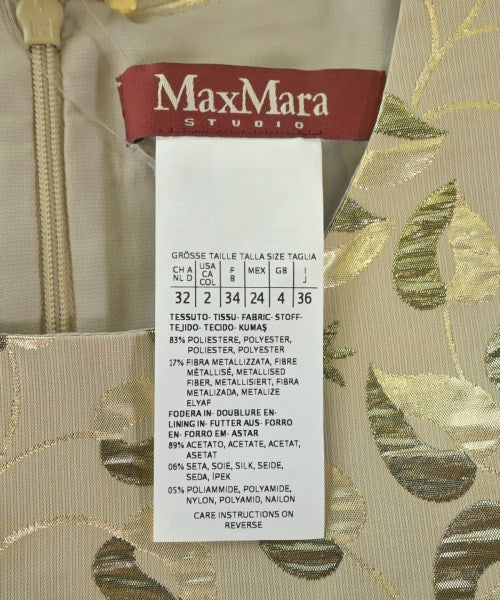 MaxMara
STUDIO
GRÖSSE TAILLE TALLA SIZE TAGLIA
CH A NL D USA CA COL F B MEX GB I J
32 2 34 24 4 36
TESSUTO- TISSU- FABRIC- STOFF-
TEJIDO- TECIDO- KUMAŞ
83% POLIESTERE, POLYESTER,
POLIESTER, POLYESTER
17% FIBRA METALLIZZATA, FIBRE
MÉTALLISÉ, METALLISED
FIBER, METALLISIERT, FIBRA
METALIZADA, METALIZE
ELYAF
FODERA IN- DOUBLURE EN-
LINING IN- FUTTER AUS- FORRO
EN- FORRO EM- ASTAR
89% ACETATO, ACETATE, ACETAT,
ASETAT
06% SETA, SOIE, SILK, SEIDE,
SEDA, İPEK
05% POLIAMMIDE, POLYAMIDE,
NYLON, POLYAMID, NAILON
CARE INSTRUCTIONS ON
REVERSE